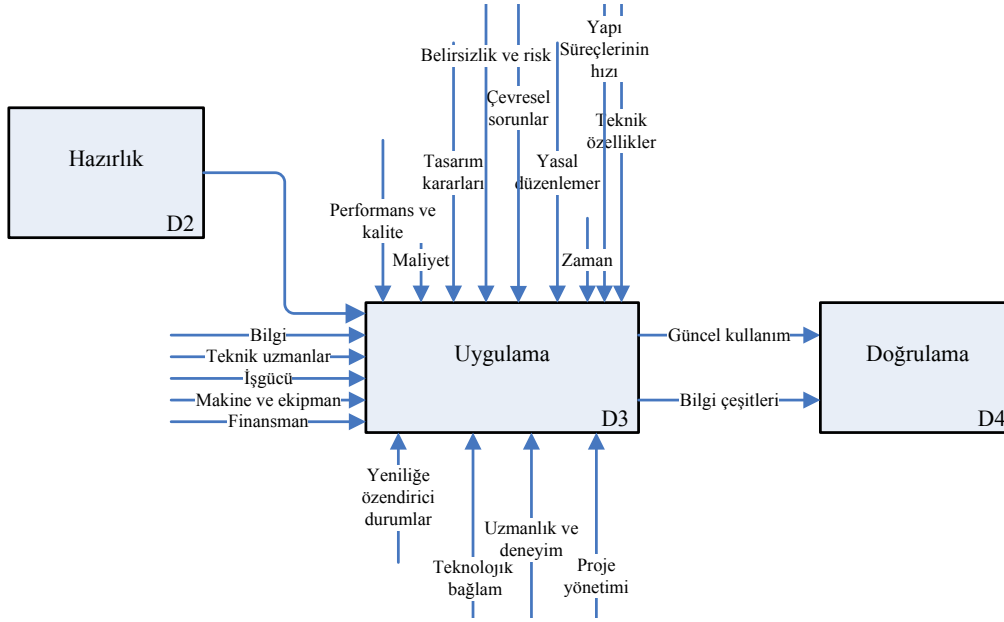 Yapı
Süreçlerinin
hızı
Belirsizlik ve risk
Çevresel
sorunlar
Teknik
özellikler
Hazırlık
D2
Tasarım
kararları
Yasal
düzenlemer
Performans ve
kalite
Maliyet
Zaman
Bilgi
Teknik uzmanlar
İşgücü
Makine ve ekipman
Finansman
Uygulama
D3
Güncel kullanım
Bilgi çeşitleri
Doğrulama
D4
Yeniliğe
özendirici
durumlar
Teknolojik
bağlam
Uzmanlık ve
deneyim
Proje
yönetimi